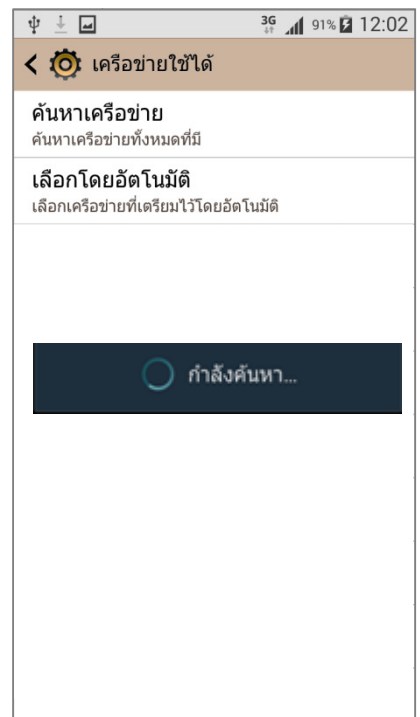 3G 91% 12:02
เครือข่ายใช้ได้
ค้นหาเครือข่าย
ค้นหาเครือข่ายทั้งหมดที่มี
เลือกโดยอัตโนมัติ
เลือกเครือข่ายที่เตรียมไว้โดยอัตโนมัติ
กำลังค้นหา...